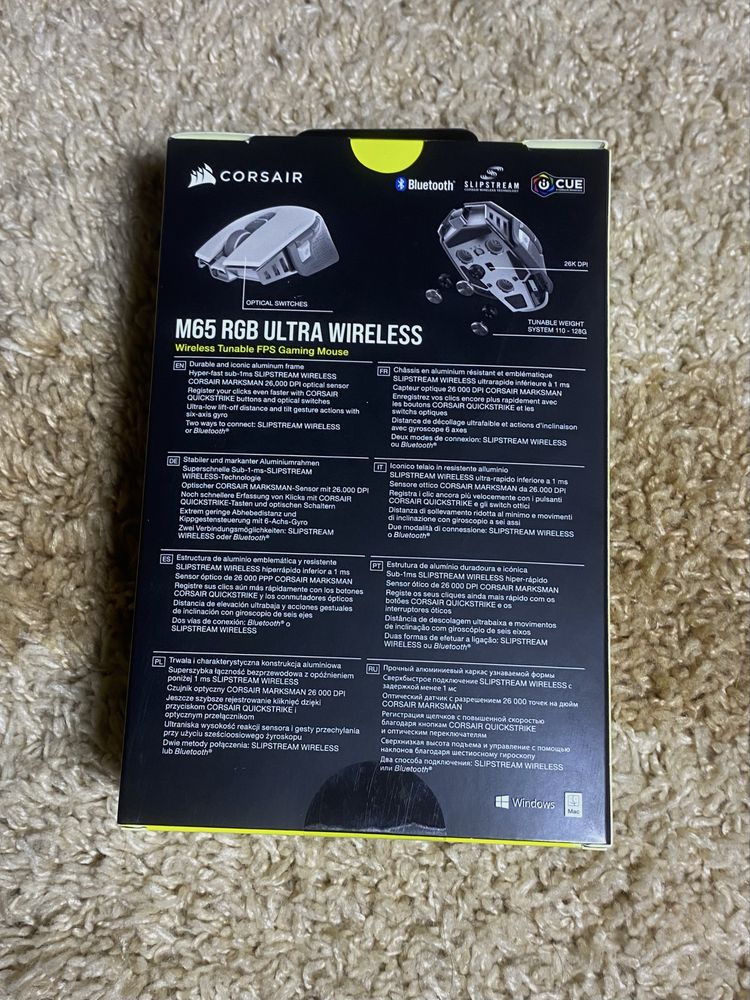 CORSAIR
Bluetooth®
SLIPSTREAM
CORSAIR WIRELESS TECHNOLOGY
iCUE
26K DPI
OPTICAL SWITCHES
TUNABLE WEIGHT
SYSTEM 110 - 128G
M65 RGB ULTRA WIRELESS
Wireless Tunable FPS Gaming Mouse
EN Durable and iconic aluminum frame
Hyper-fast sub-1ms SLIPSTREAM WIRELESS
CORSAIR MARKSMAN 26,000 DPI optical sensor
Register your clicks even faster with CORSAIR
QUICKSTRIKE buttons and optical switches
Ultra-low lift-off distance and tilt gesture actions with
six-axis gyro
Two ways to connect: SLIPSTREAM WIRELESS
or Bluetooth®
FR Châssis en aluminium résistant et emblématique
SLIPSTREAM WIRELESS ultrarapide inférieure à 1 ms
Capteur optique 26 000 DPI CORSAIR MARKSMAN
Enregistrez vos clics encore plus rapidement avec
les boutons CORSAIR QUICKSTRIKE et les
switchs optiques
Distance de décollage ultrafaible et actions d'inclinaison
avec gyroscope 6 axes
Deux modes de connexion: SLIPSTREAM WIRELESS
ou Bluetooth®
DE Stabiler und markanter Aluminiumrahmen
Superschnelle Sub-1-ms-SLIPSTREAM
WIRELESS-Technologie
Optischer CORSAIR MARKSMAN-Sensor mit 26.000 DPI
Noch schnellere Erfassung von Klicks mit CORSAIR
QUICKSTRIKE-Tasten und optischen Schaltern
Extrem geringe Abhebedistanz und
Kippgestensteuerung mit 6-Achs-Gyro
Zwei Verbindungsmöglichkeiten: SLIPSTREAM
WIRELESS oder Bluetooth®
IT Iconico telaio in resistente alluminio
SLIPSTREAM WIRELESS ultra-rapido inferiore a 1 ms
Sensore ottico CORSAIR MARKSMAN da 26.000 DPI
Registra i clic ancora più velocemente con i pulsanti
CORSAIR QUICKSTRIKE e gli switch ottici
Distanza di sollevamento ridotta al minimo e movimenti
di inclinazione con giroscopio a sei assi
Due modalità di connessione: SLIPSTREAM WIRELESS
o Bluetooth®
ES Estructura de aluminio emblemática y resistente
SLIPSTREAM WIRELESS hiperrápido inferior a 1 ms
Sensor óptico de 26 000 PPP CORSAIR MARKSMAN
Registre sus clics aún más rápidamente con los botones
CORSAIR QUICKSTRIKE y los conmutadores ópticos
Distancia de elevación ultrabaja y acciones gestuales
de inclinación con giroscopio de seis ejes
Dos vías de conexión: Bluetooth® o
SLIPSTREAM WIRELESS
PT Estrutura de alumínio duradoura e icónica
Sub-1ms SLIPSTREAM WIRELESS hiper-rápido
Sensor ótico de 26 000 DPI CORSAIR MARKSMAN
Registe os seus cliques ainda mais rápido com os
botões CORSAIR QUICKSTRIKE e os
interruptores óticos
Distância de descolagem ultrabaixa e movimentos
de inclinação com giroscópio de seis eixos
Duas formas de efetuar a ligação: SLIPSTREAM
WIRELESS ou Bluetooth®
PL Trwała i charakterystyczna konstrukcja aluminiowa
Superszybka łączność bezprzewodowa z opóźnieniem
poniżej 1 ms SLIPSTREAM WIRELESS
Czujnik optyczny CORSAIR MARKSMAN 26 000 DPI
Jeszcze szybsze rejestrowanie kliknięć dzięki
przyciskom CORSAIR QUICKSTRIKE i
optycznym przełącznikom
Ultraniska wysokość reakcji sensora i gesty przechylania
przy użyciu sześcioosiowego żyroskopu
Dwie metody połączenia: SLIPSTREAM WIRELESS
lub Bluetooth®
RU Прочный алюминиевый каркас узнаваемой формы
Сверхбыстрое подключение SLIPSTREAM WIRELESS с
задержкой менее 1 мс
Оптический датчик с разрешением 26 000 точек на дюйм
CORSAIR MARKSMAN
Регистрация щелчков с повышенной скоростью
благодаря кнопкам CORSAIR QUICKSTRIKE
и оптическим переключателям
Сверхнизкая высота подъема и управление с помощью
наклонов благодаря шестиосному гироскопу
Два способа подключения: SLIPSTREAM WIRELESS
или Bluetooth®
Windows
Mac